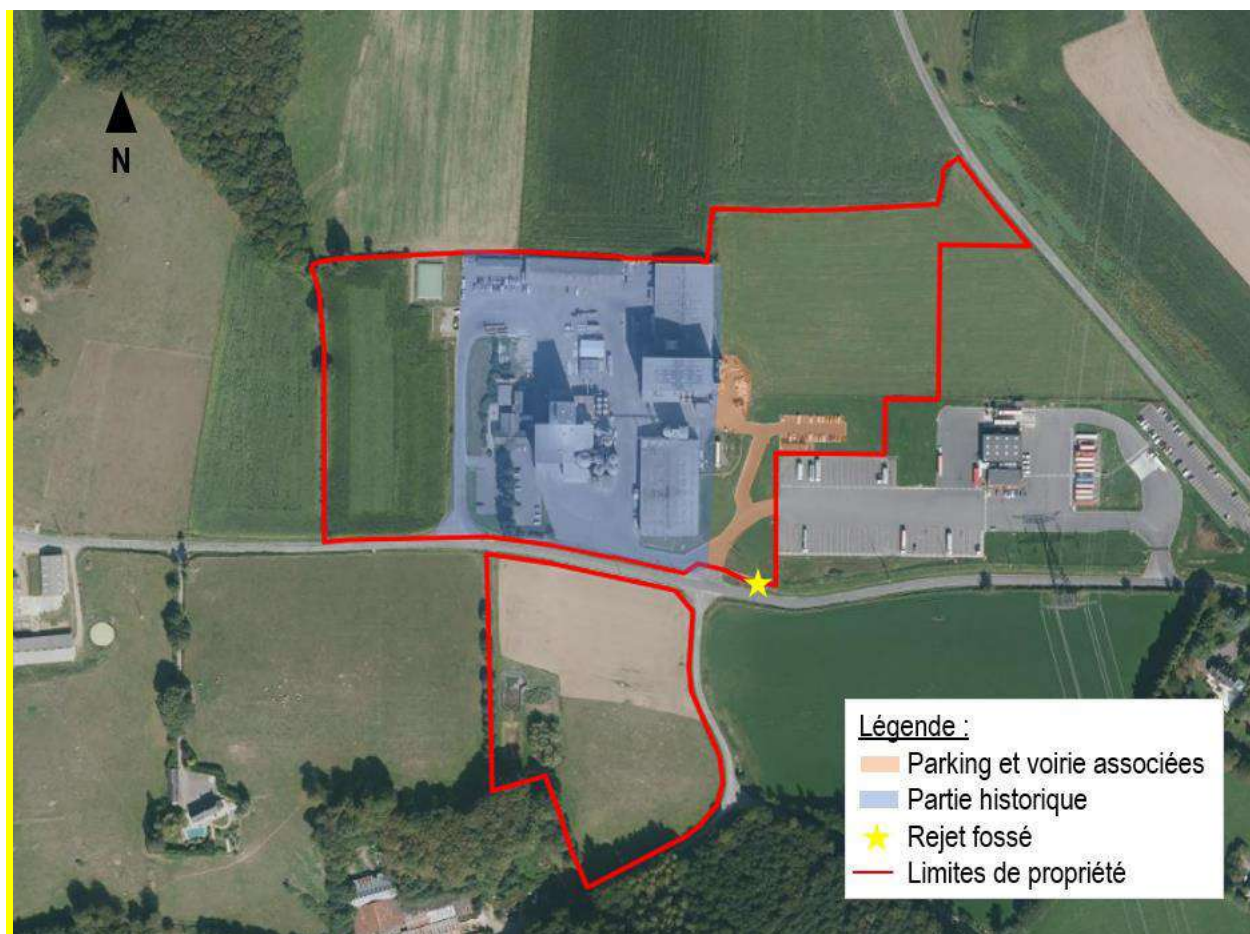 N
Légende :
Parking et voirie associées
Partie historique
Rejet fossé
Limites de propriété